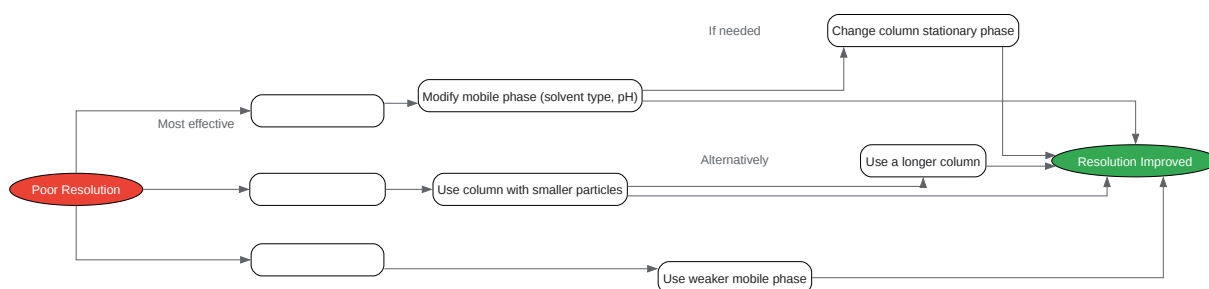 If needed
Change column stationary phase
Modify mobile phase (solvent type, pH)
Most effective
Alternatively
Use a longer column
Resolution Improved
Poor Resolution
Use column with smaller particles
Use weaker mobile phase